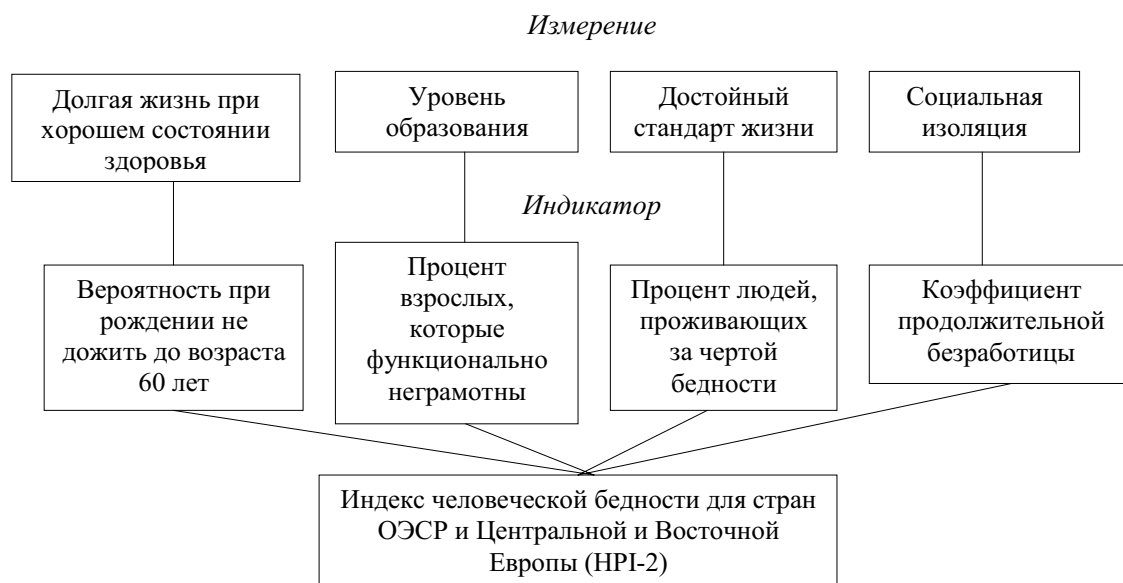 Измерение
Долгая жизнь при
хорошем состоянии
здоровья
Уровень
образования
Достойный
стандарт жизни
Социальная
изоляция
Индикатор
Вероятность при
рождении не
дожить до возраста
60 лет
Процент
взрослых,
которые
функционально
неграмотны
Процент людей,
проживающих
за чертой
бедности
Коэффициент
продолжительной
безработицы
Индекс человеческой бедности для стран
ОЭСР и Центральной и Восточной
Европы (HPI-2)